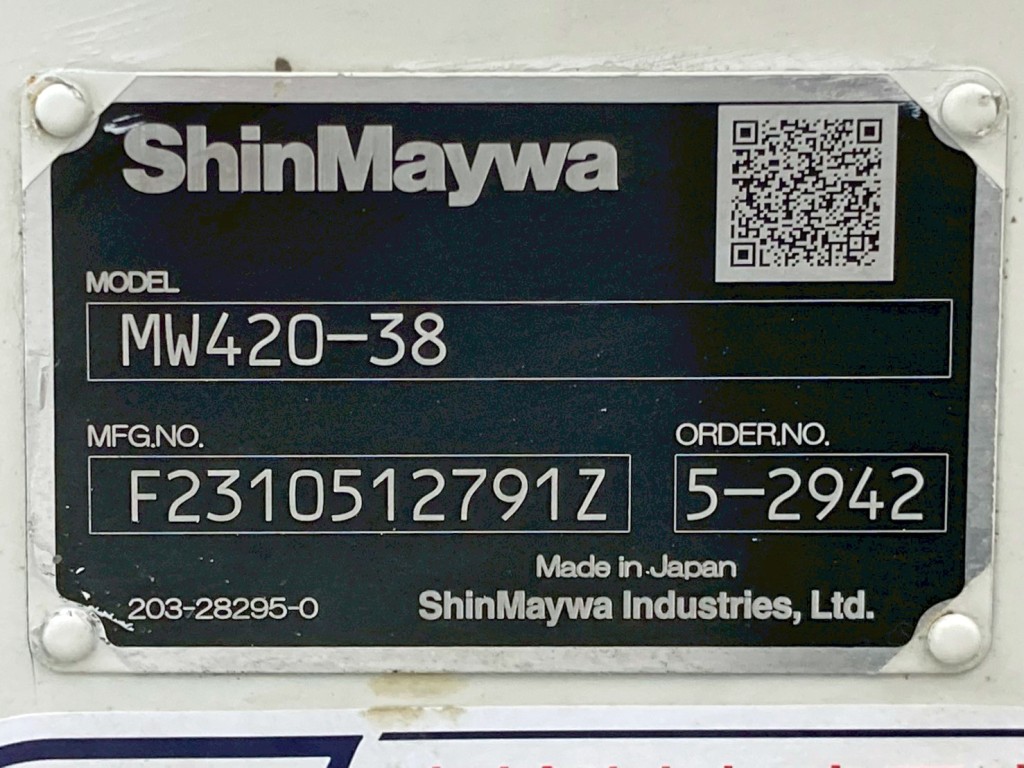 ShinMaywa
MODEL
MW420-38
MFG.NO. ORDER.NO.
F2310512791Z 5-2942
Made in Japan
203-28295-0 ShinMaywa Industries, Ltd.